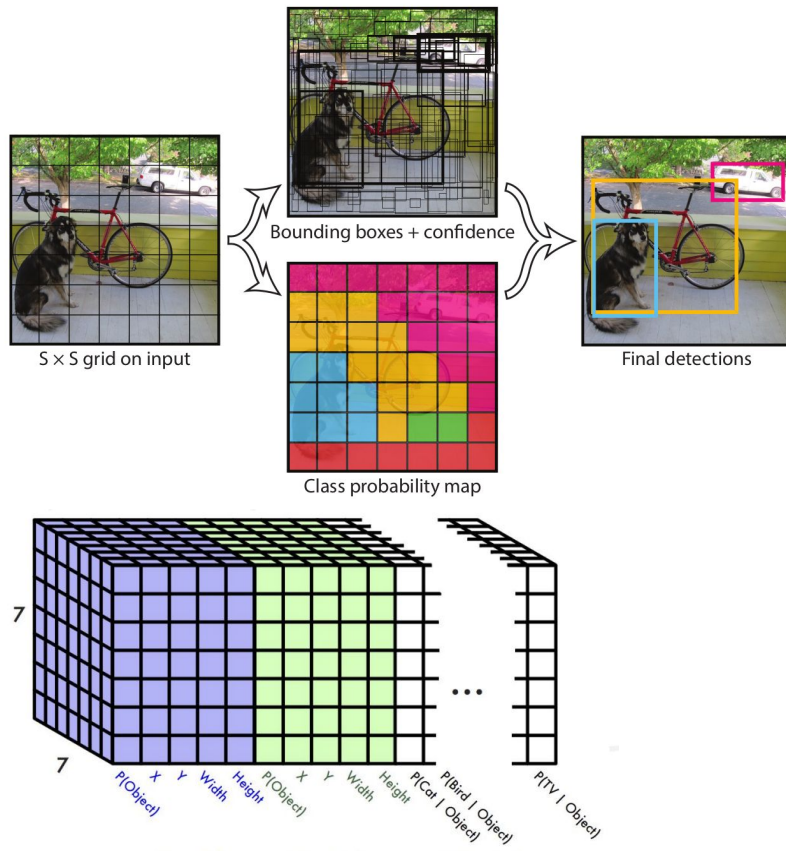 Bounding boxes + confidence
S × S grid on input
Final detections
Class probability map
7
7
...
P(Object)
X
Y
Width
Height
P(Object)
X
Y
Width
Height
P(Cat | Object)
P(Bird | Object)
P(TV | Object)